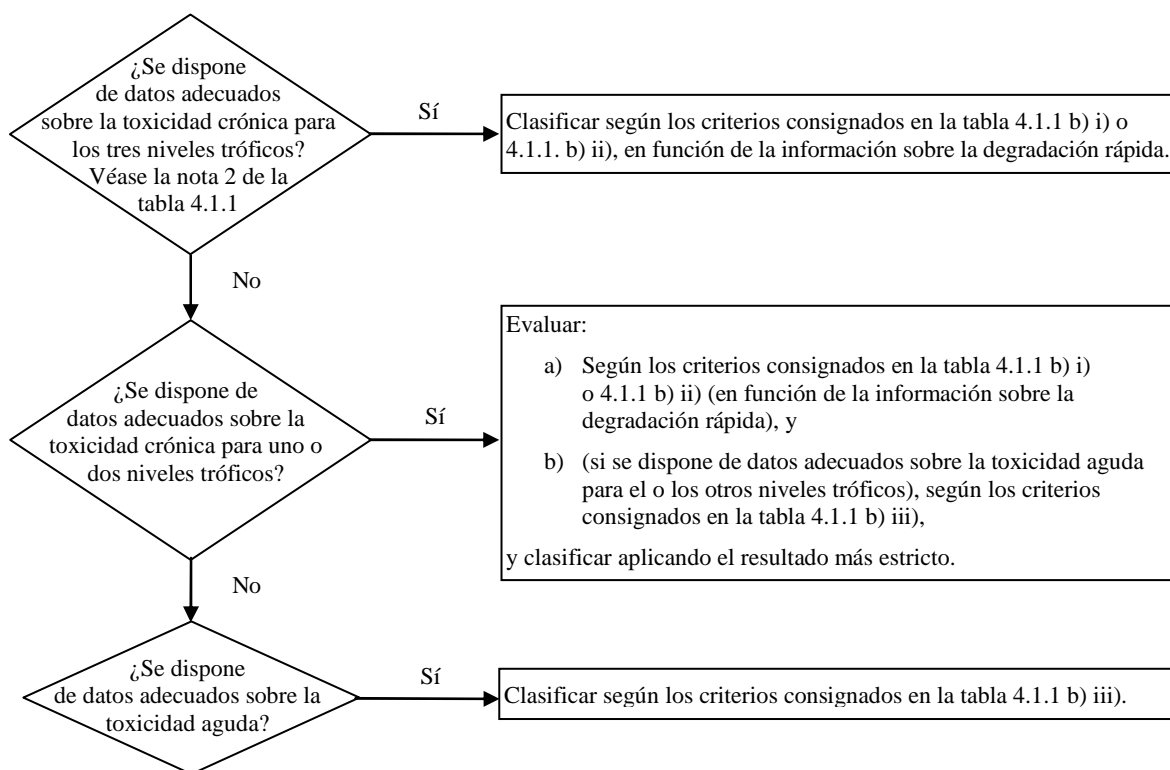 ¿Se dispone
de datos adecuados
sobre la toxicidad crónica para
los tres niveles tróficos?
Véase la nota 2 de la
tabla 4.1.1
Sí
Clasificar según los criterios consignados en la tabla 4.1.1 b) i) o
4.1.1. b) ii), en función de la información sobre la degradación rápida.
No
¿Se dispone de
datos adecuados sobre la
toxicidad crónica para uno o
dos niveles tróficos?
Sí
Evaluar:
a) Según los criterios consignados en la tabla 4.1.1 b) i)
o 4.1.1 b) ii) (en función de la información sobre la
degradación rápida), y
b) (si se dispone de datos adecuados sobre la toxicidad aguda
para el o los otros niveles tróficos), según los criterios
consignados en la tabla 4.1.1 b) iii),
y clasificar aplicando el resultado más estricto.
No
¿Se dispone
de datos adecuados sobre la
toxicidad aguda?
Sí
Clasificar según los criterios consignados en la tabla 4.1.1 b) iii).